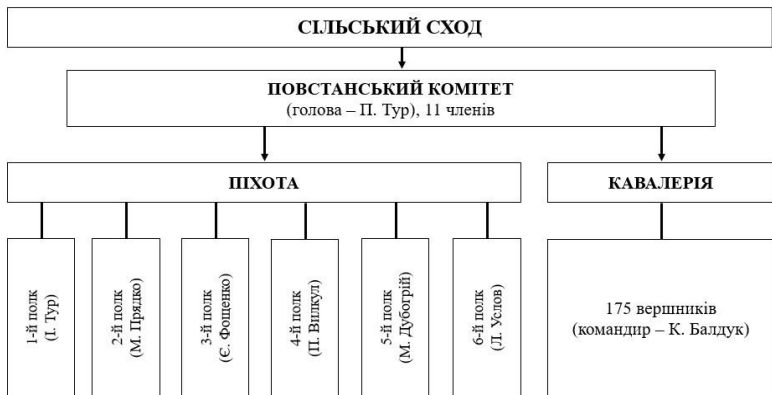 СІЛЬСЬКИЙ СХОД
ПОВСТАНСЬКИЙ КОМІТЕТ
(голова – П. Тур), 11 членів
ПІХОТА
КАВАЛЕРІЯ
1-й полк
(І. Тур)
2-й полк
(М. Прядко)
3-й полк
(Є. Фощенко)
4-й полк
(П. Вилкул)
5-й полк
(М. Дубогрій)
6-й полк
(Л. Услов)
175 вершників
(командир – К. Балдук)